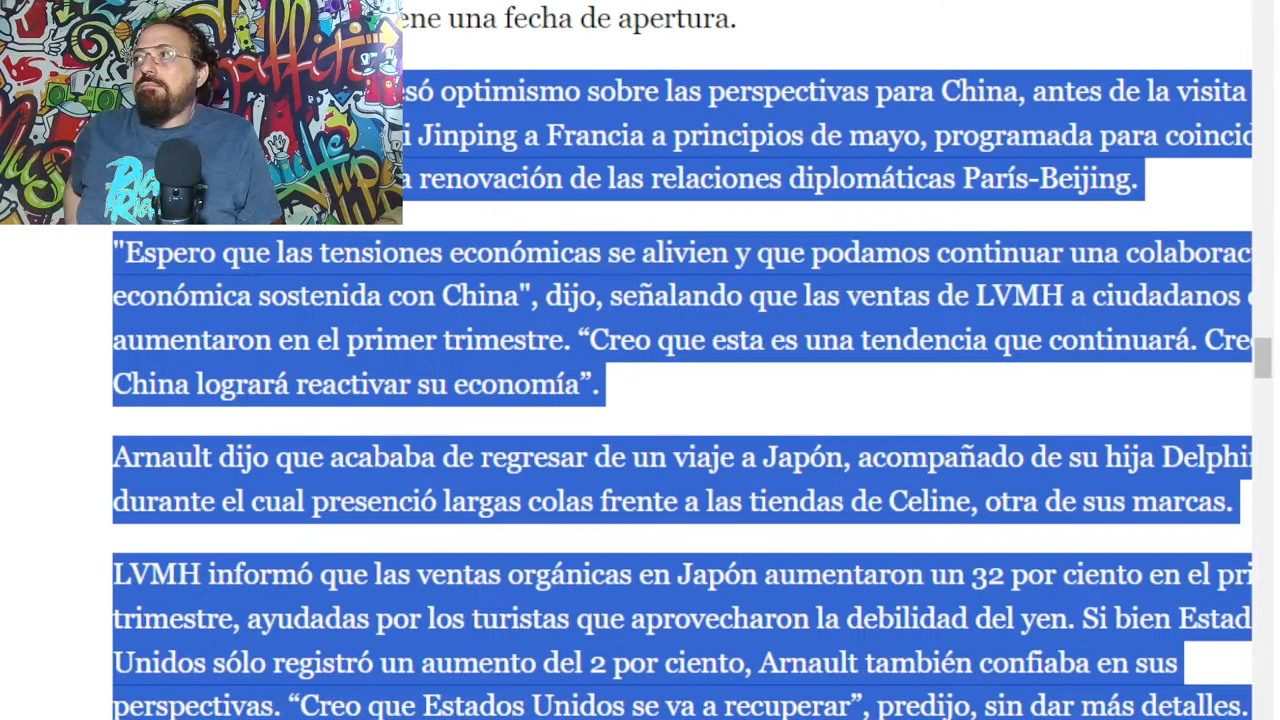 ene una fecha de apertura.
só optimismo sobre las perspectivas para China, antes de la visita
i Jinping a Francia a principios de mayo, programada para coincid
a renovación de las relaciones diplomáticas París-Beijing.
"Espero que las tensiones económicas se alivien y que podamos continuar una colaborac
económica sostenida con China", dijo, señalando que las ventas de LVMH a ciudadanos
aumentaron en el primer trimestre. “Creo que esta es una tendencia que continuará. Creo
China logrará reactivar su economía”.
Arnault dijo que acababa de regresar de un viaje a Japón, acompañado de su hija Delphin
durante el cual presenció largas colas frente a las tiendas de Celine, otra de sus marcas.
LVMH informó que las ventas orgánicas en Japón aumentaron un 32 por ciento en el pri
trimestre, ayudadas por los turistas que aprovecharon la debilidad del yen. Si bien Estad
Unidos sólo registró un aumento del 2 por ciento, Arnault también confiaba en sus
perspectivas. “Creo que Estados Unidos se va a recuperar”, predijo, sin dar más detalles.